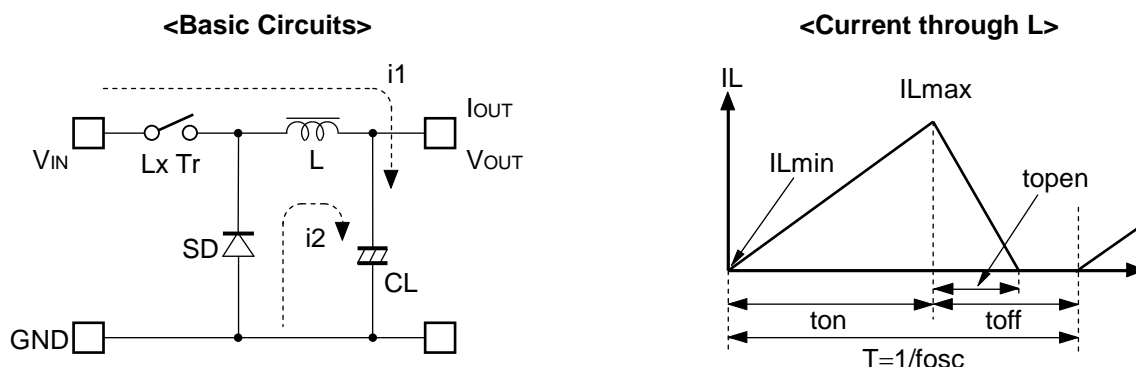 <Basic Circuits>
i1
VIN
Lx Tr
L
IOUT
VOUT
SD
i2
CL
GND
<Current through L>
IL
ILmax
ILmin
topen
ton
toff
T=1/fosc